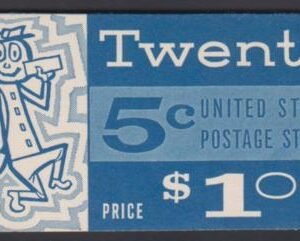 Twent
5c UNITED ST
POSTAGE ST
PRICE $1.0